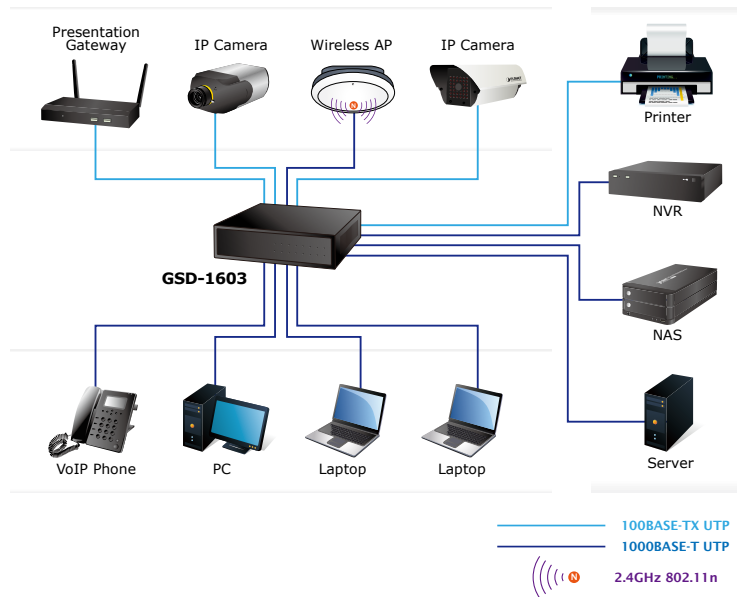 Presentation
Gateway
IP Camera
Wireless AP
IP Camera
N
PRINTING
Printer
NVR
GSD-1603
NAS
VoIP Phone
PC
Laptop
Laptop
Server
100BASE-TX UTP
1000BASE-T UTP
N
2.4GHz 802.11n